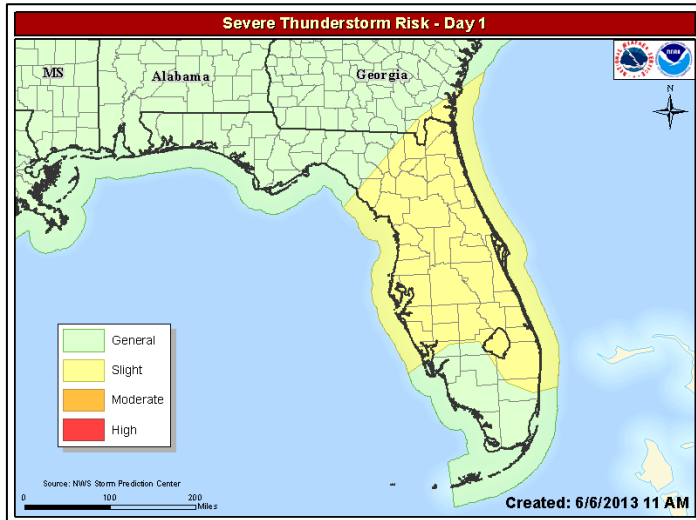 Severe Thunderstorm Risk - Day 1
MS
Alabama
Georgia
General
Slight
Moderate
High
Source: NWS Storm Prediction Center
0 100 200
Miles
Created: 6/6/2013 11 AM